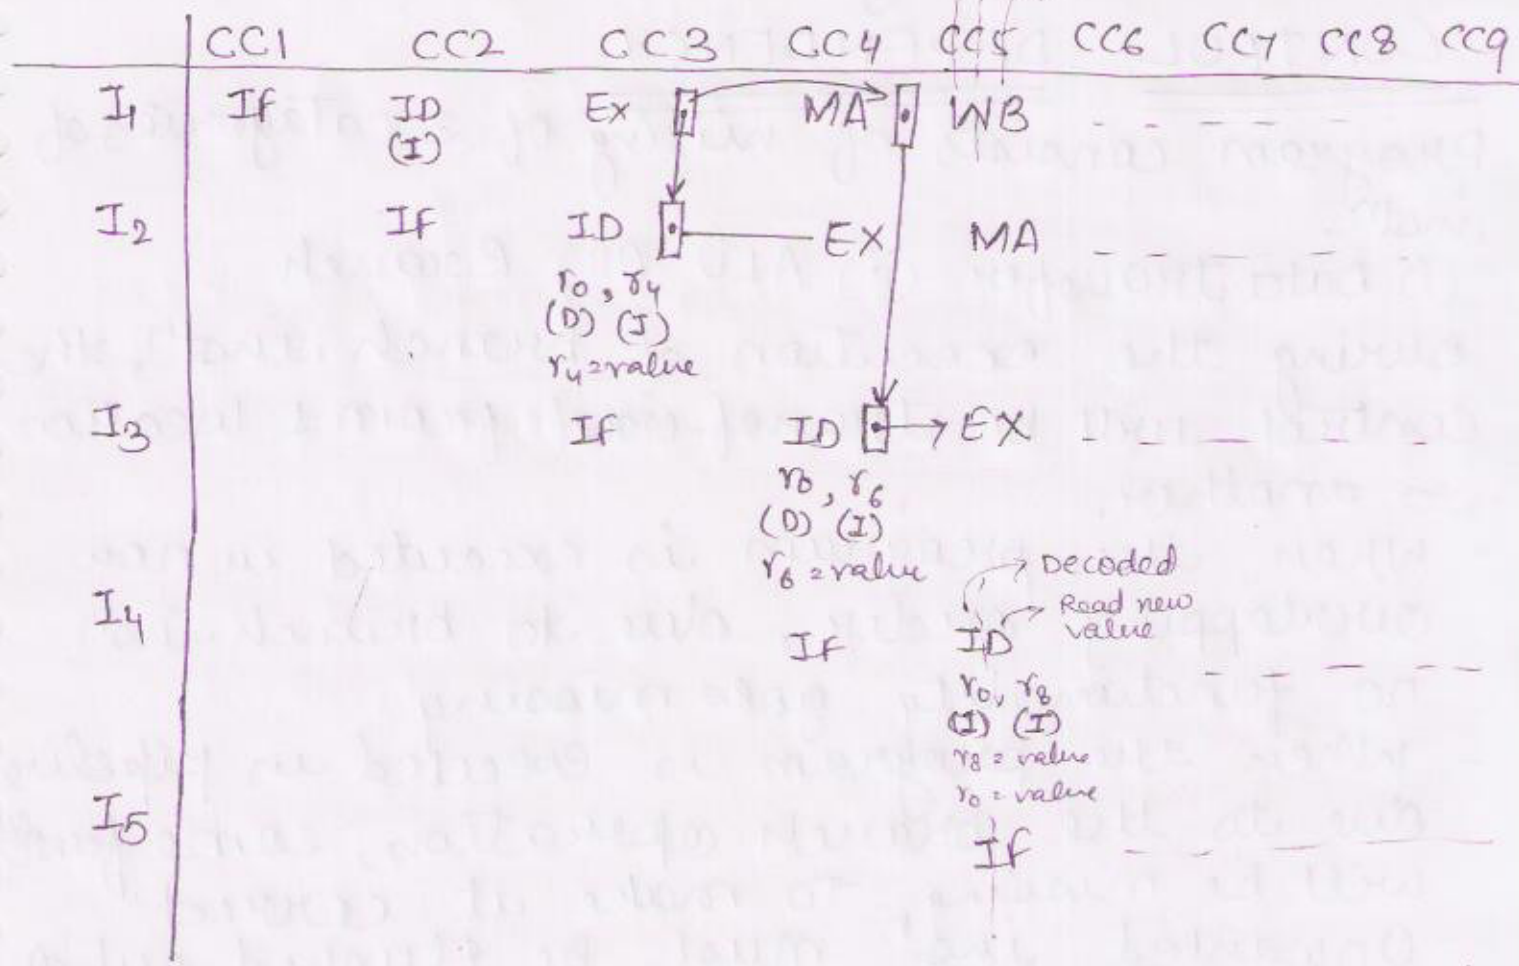 CC1 CC2 CC3 CC4 CC5 CC6 CC7 CC8 CC9
I1 If ID Ex MA WB
(I)
I2 If ID EX MA
r0, r4
(D) (I)
r4 = value
I3 If ID EX
r0, r6
(D) (I)
r6 = value
Decoded
I4 If ID Read new
value
r0, r8
(I) (I)
r8 = value
r0 = value
I5 If